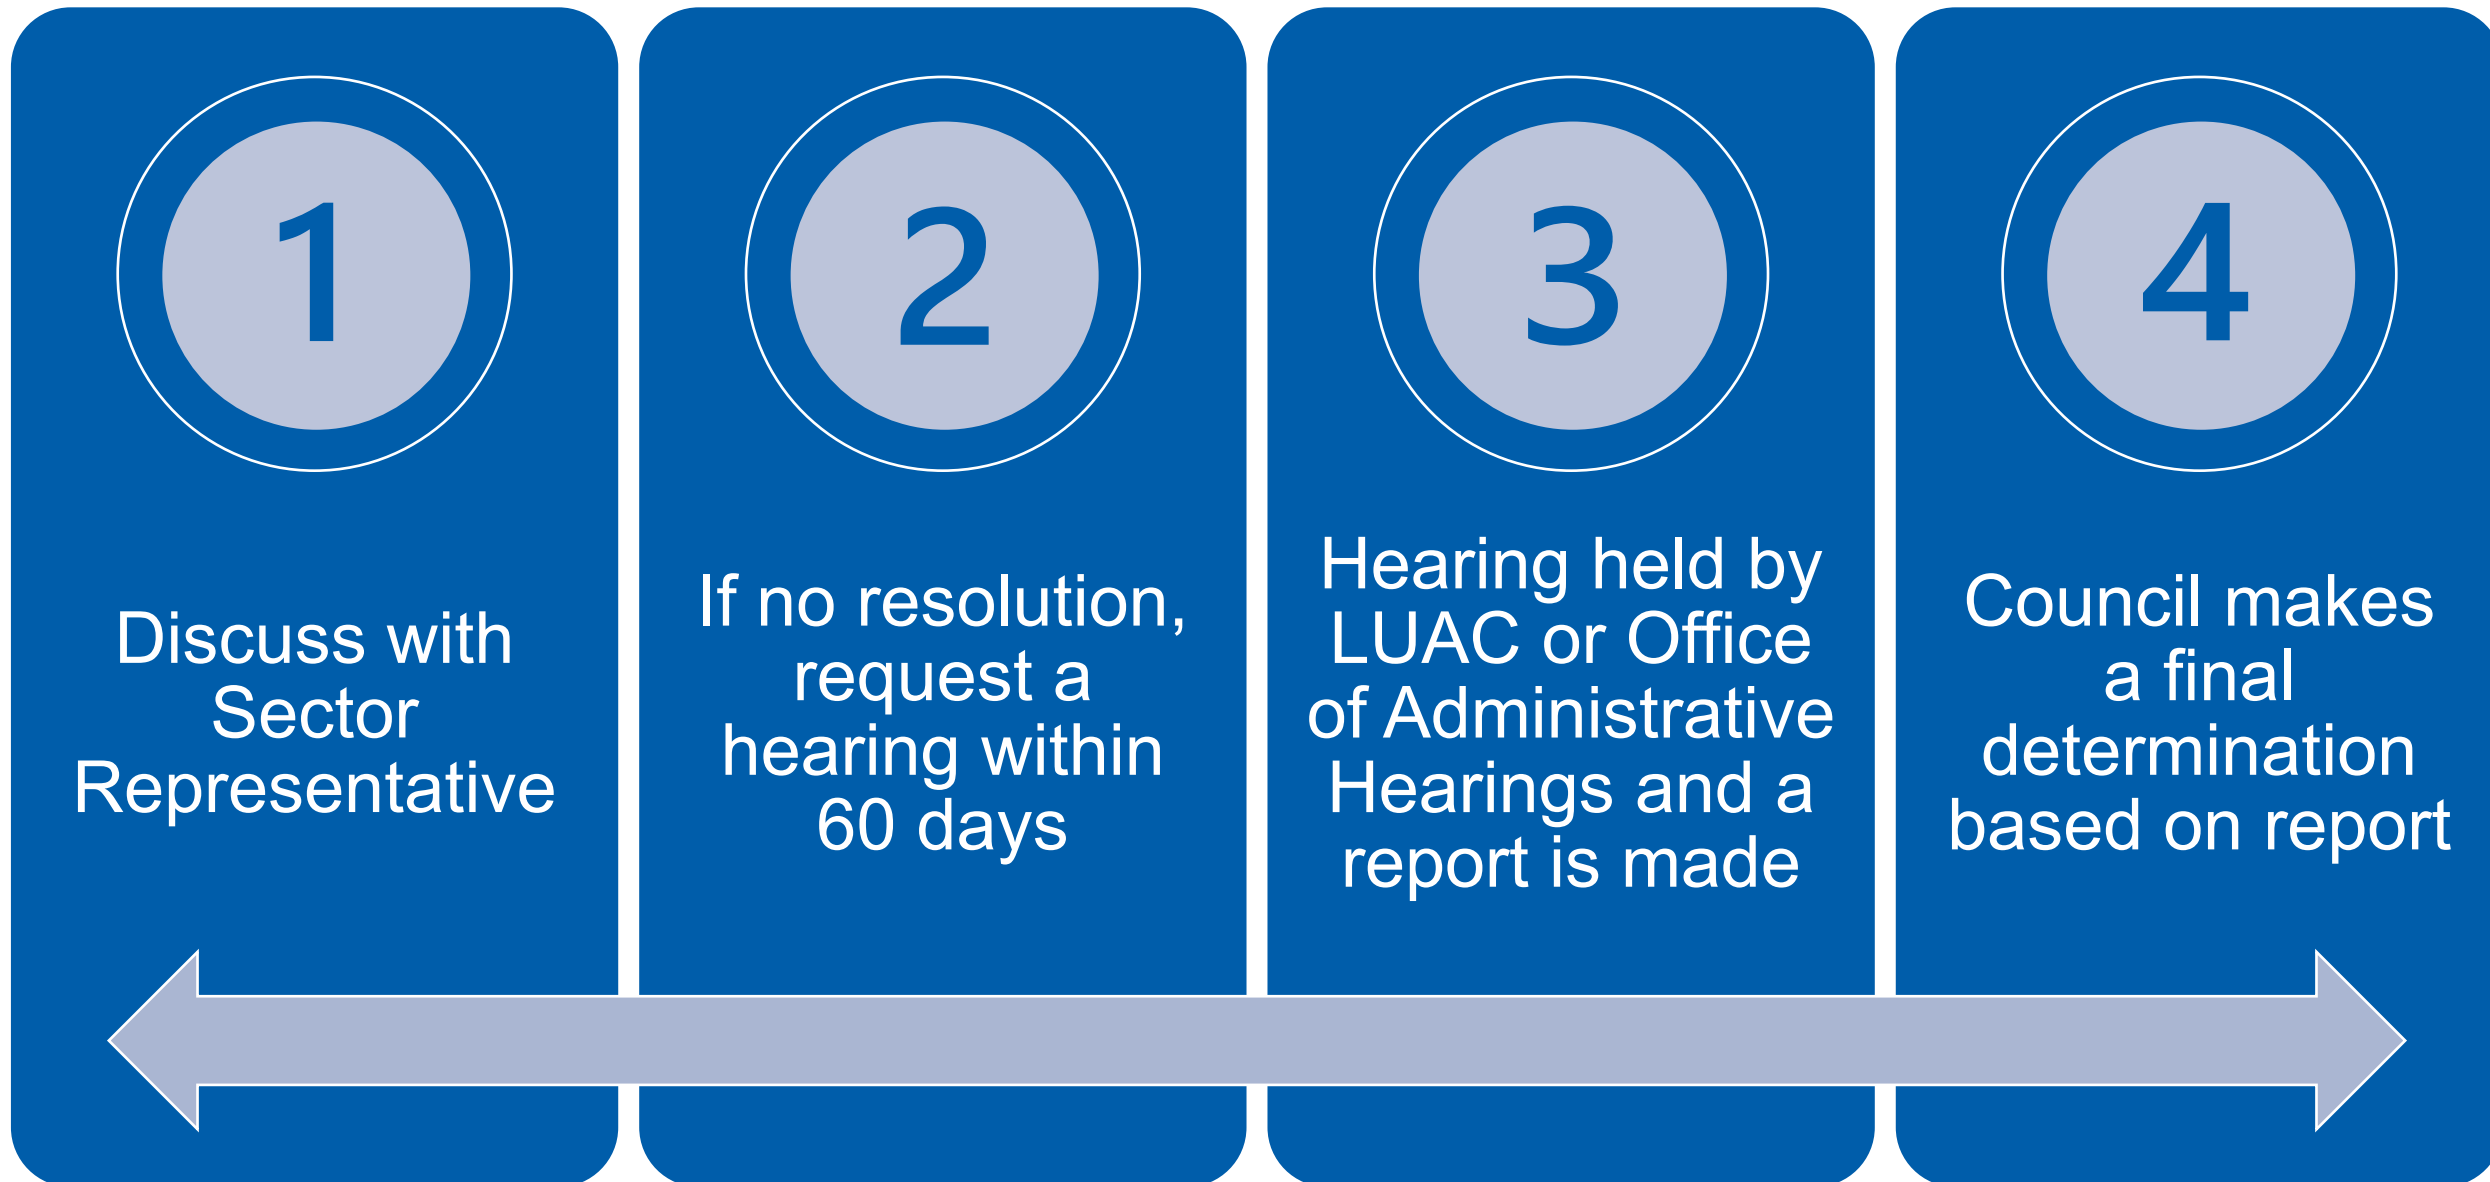 1
Discuss with
Sector
Representative
2
If no resolution,
request a
hearing within
60 days
3
Hearing held by
LUAC or Office
of Administrative
Hearings and a
report is made
4
Council makes
a final
determination
based on report